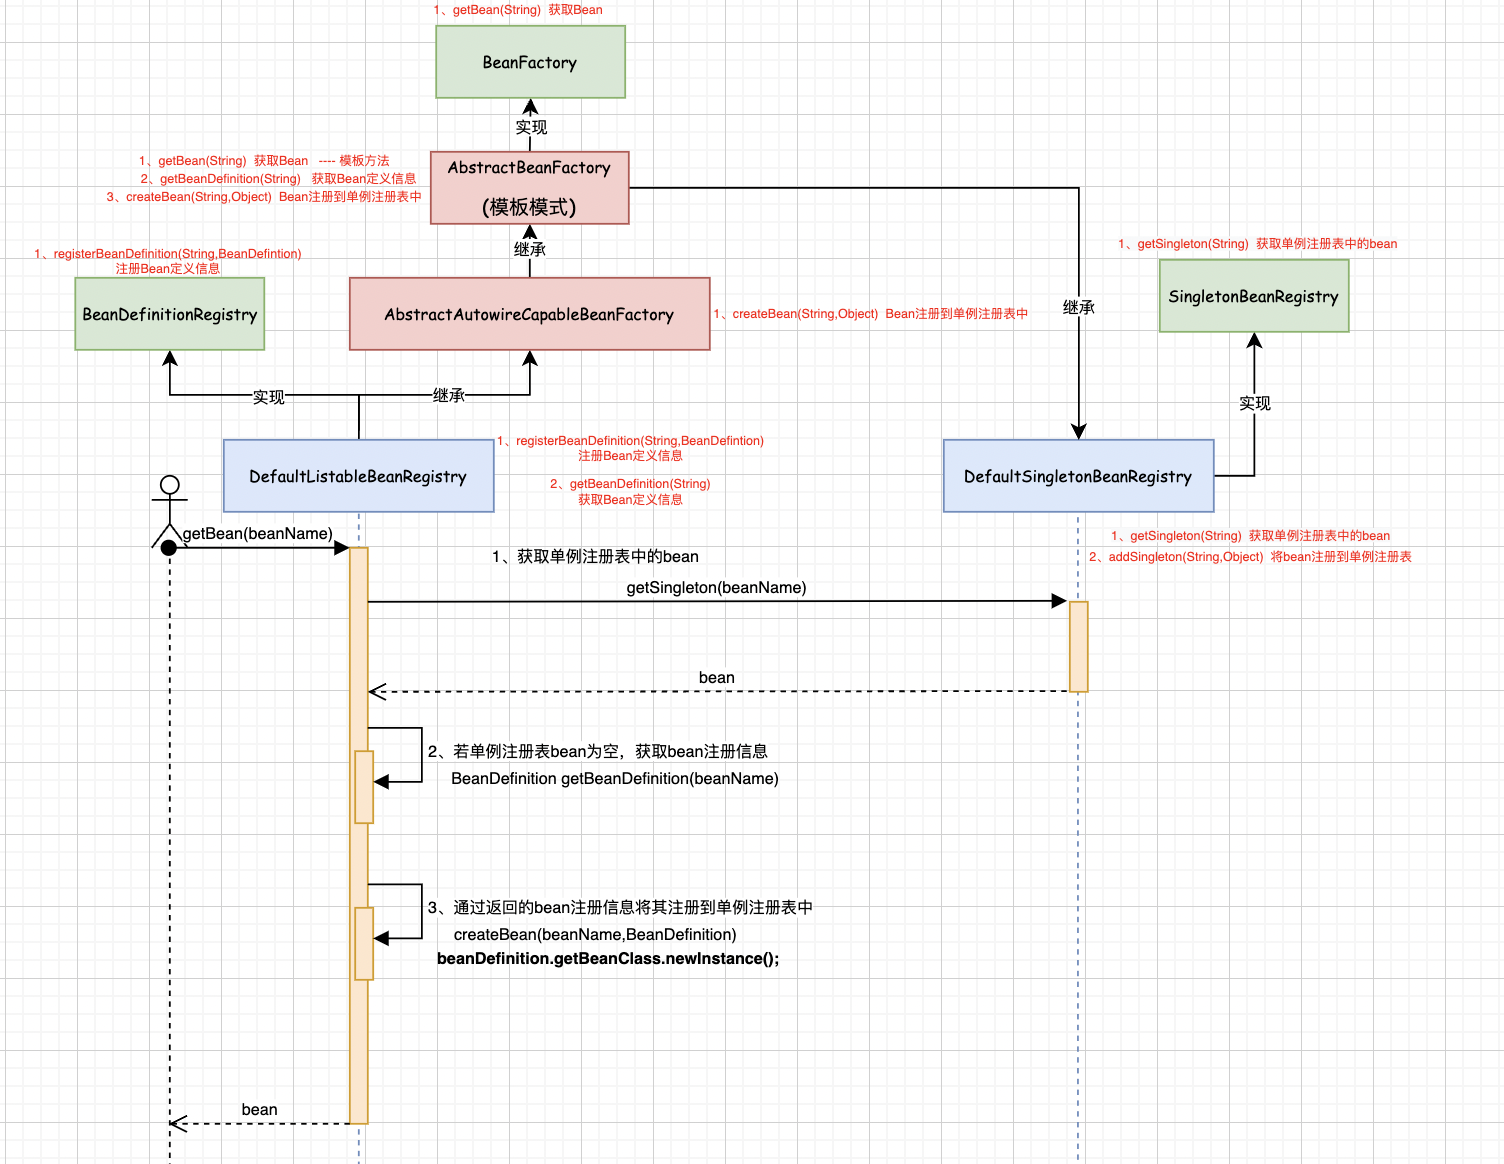 1、getBean(String) 获取Bean
BeanFactory
实现
1、getBean(String) 获取Bean ---- 模板方法
2、getBeanDefinition(String) 获取Bean定义信息
3、createBean(String,Object) Bean注册到单例注册表中
AbstractBeanFactory
(模板模式)
继承
1、registerBeanDefinition(String,BeanDefintion)
注册Bean定义信息
BeanDefinitionRegistry
AbstractAutowireCapableBeanFactory
1、createBean(String,Object) Bean注册到单例注册表中
继承
1、getSingleton(String) 获取单例注册表中的bean
SingletonBeanRegistry
实现
继承
实现
DefaultListableBeanRegistry
1、registerBeanDefinition(String,BeanDefintion)
注册Bean定义信息
2、getBeanDefinition(String)
获取Bean定义信息
DefaultSingletonBeanRegistry
1、getSingleton(String) 获取单例注册表中的bean
2、addSingleton(String,Object) 将bean注册到单例注册表
getBean(beanName)
1、获取单例注册表中的bean
getSingleton(beanName)
bean
2、若单例注册表bean为空，获取bean注册信息
BeanDefinition getBeanDefinition(beanName)
3、通过返回的bean注册信息将其注册到单例注册表中
createBean(beanName,BeanDefinition)
beanDefinition.getBeanClass.newInstance();
bean